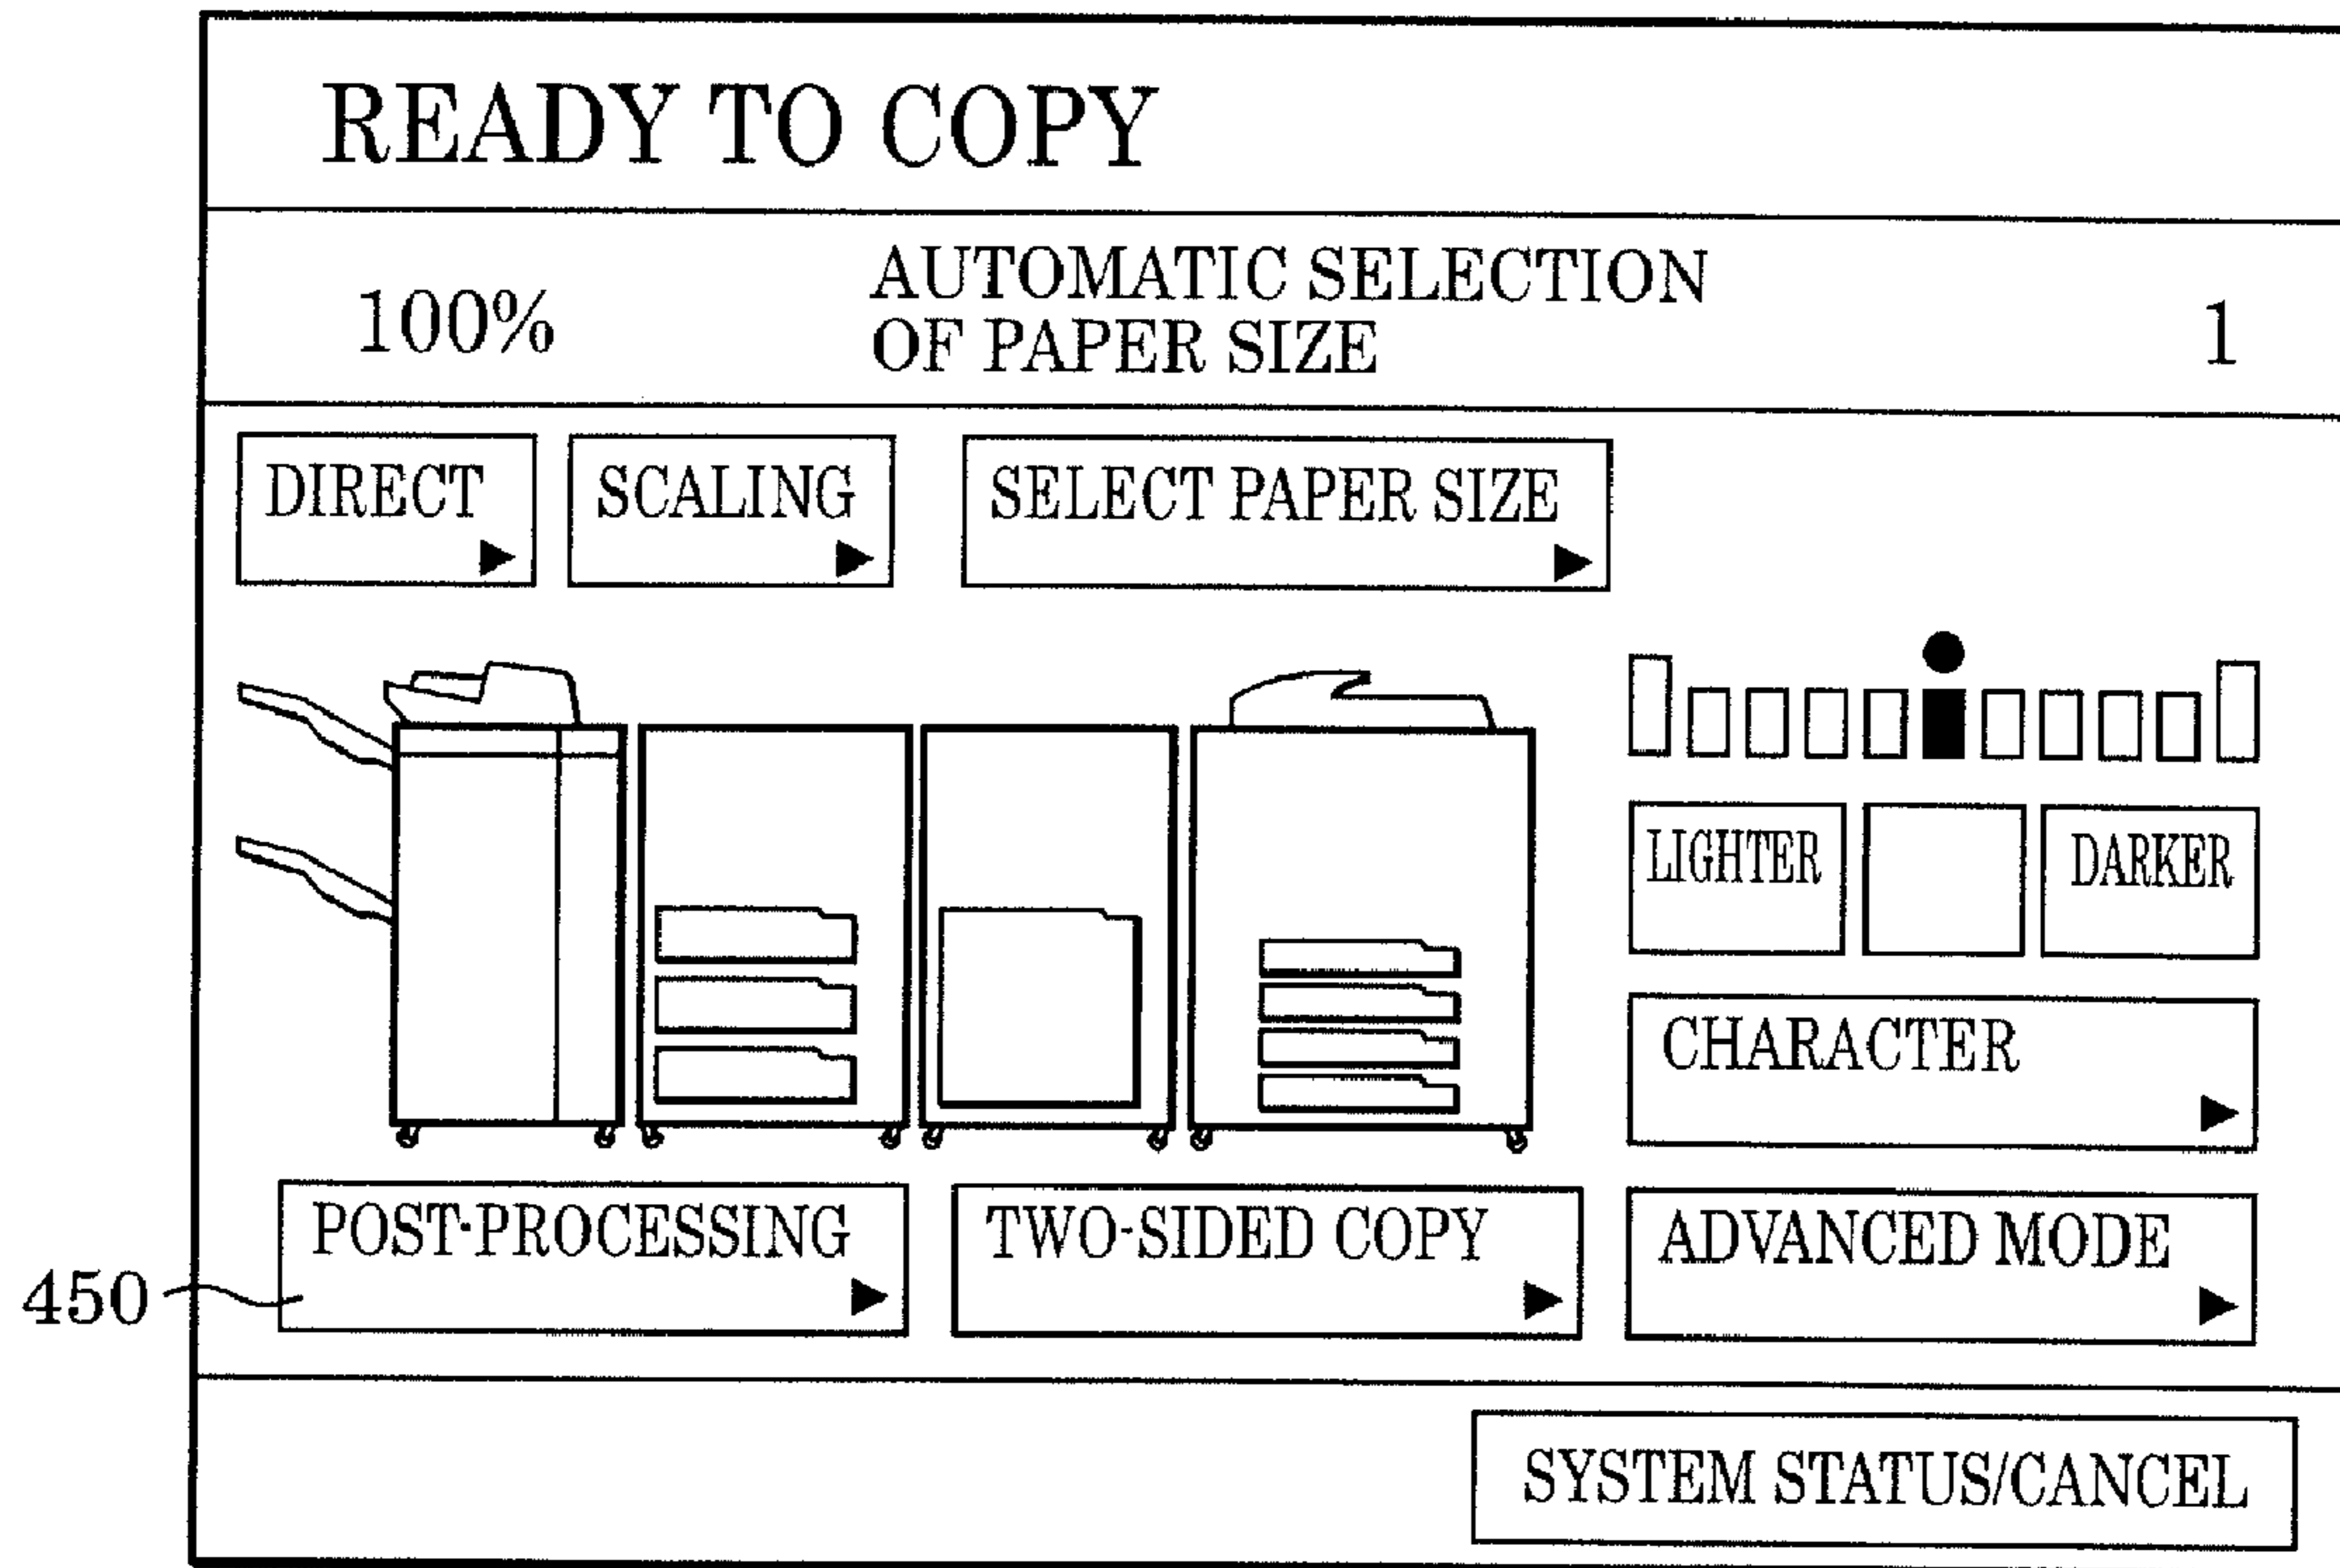 READY TO COPY
100%
AUTOMATIC SELECTION
OF PAPER SIZE
1
DIRECT
SCALING
SELECT PAPER SIZE
LIGHTER
DARKER
CHARACTER
POST-PROCESSING
TWO-SIDED COPY
ADVANCED MODE
450
SYSTEM STATUS/CANCEL